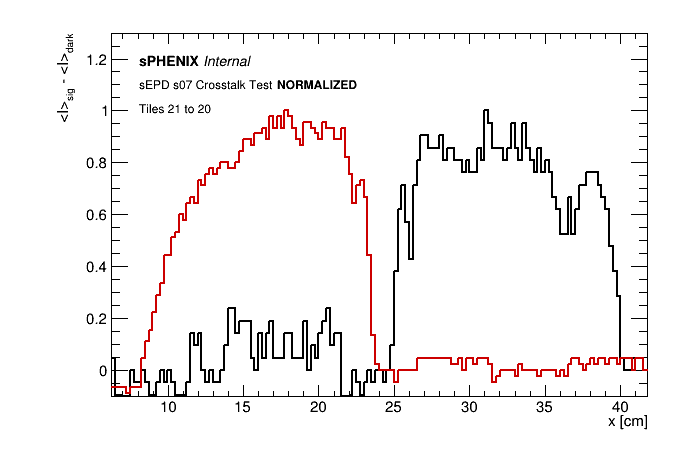 <I>sig - <I>dark
sPHENIX Internal
sEPD s07 Crosstalk Test NORMALIZED
Tiles 21 to 20
1.2
1
0.8
0.6
0.4
0.2
0
10 15 20 25 30 35 40
x [cm]